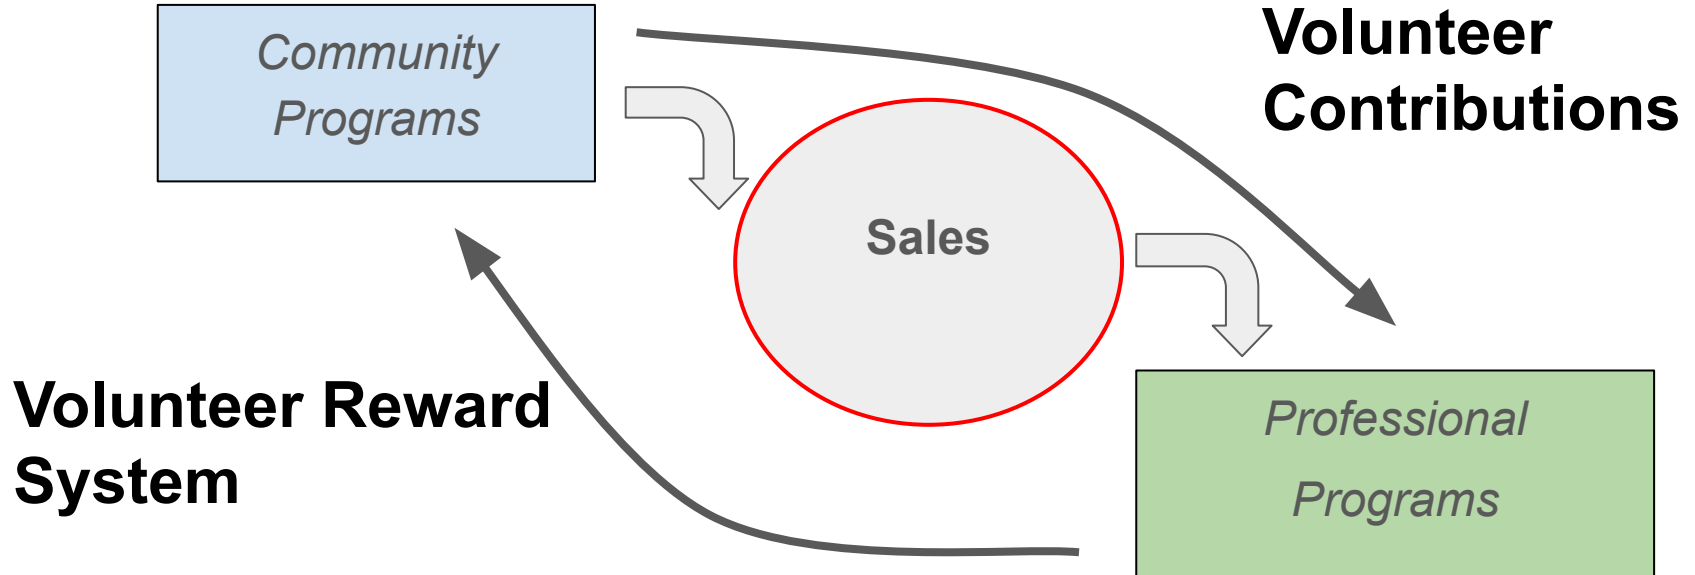 Community
Programs
Volunteer
Contributions
Sales
Volunteer Reward
System
Professional
Programs